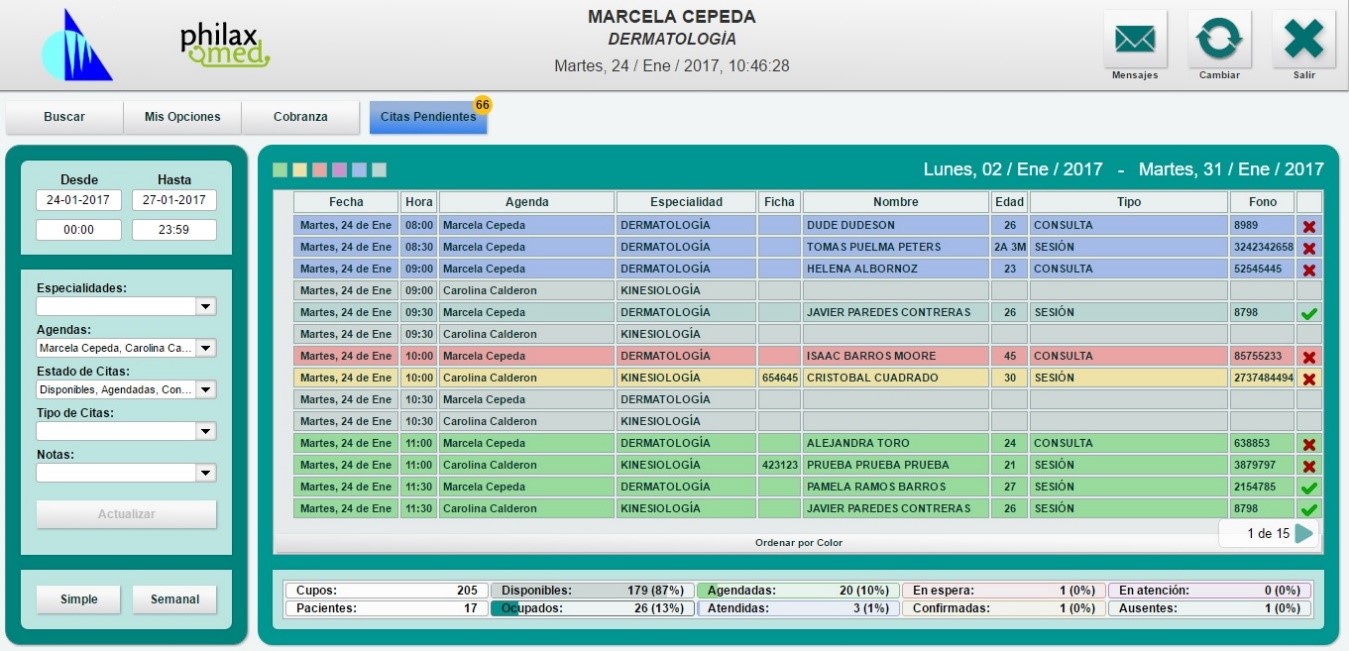 philax
med
MARCELA CEPEDA
DERMATOLOGÍA
Martes, 24 / Ene / 2017, 10:46:28
Mensajes Cambiar Salir
Buscar Mis Opciones Cobranza Citas Pendientes 66
Desde Hasta
24-01-2017 27-01-2017
00:00 23:59
Especialidades:
Agendas:
Marcela Cepeda, Carolina Ca...
Estado de Citas:
Disponibles, Agendadas, Con...
Tipo de Citas:
Notas:
Actualizar
Simple Semanal
Lunes, 02 / Ene / 2017 - Martes, 31 / Ene / 2017
Fecha Hora Agenda Especialidad Ficha Nombre Edad Tipo Fono
Martes, 24 de Ene 08:00 Marcela Cepeda DERMATOLOGÍA DUDE DUDESON 26 CONSULTA 8989
Martes, 24 de Ene 08:30 Marcela Cepeda DERMATOLOGÍA TOMAS PUELMA PETERS 2A 3M SESIÓN 3242342658
Martes, 24 de Ene 09:00 Marcela Cepeda DERMATOLOGÍA HELENA ALBORNOZ 23 CONSULTA 52545445
Martes, 24 de Ene 09:00 Carolina Calderon KINESIOLOGÍA
Martes, 24 de Ene 09:30 Marcela Cepeda DERMATOLOGÍA JAVIER PAREDES CONTRERAS 26 SESIÓN 8798
Martes, 24 de Ene 09:30 Carolina Calderon KINESIOLOGÍA
Martes, 24 de Ene 10:00 Marcela Cepeda DERMATOLOGÍA ISAAC BARROS MOORE 45 CONSULTA 85755233
Martes, 24 de Ene 10:00 Carolina Calderon KINESIOLOGÍA 654645 CRISTOBAL CUADRADO 30 SESIÓN 2737484494
Martes, 24 de Ene 10:30 Marcela Cepeda DERMATOLOGÍA
Martes, 24 de Ene 10:30 Carolina Calderon KINESIOLOGÍA
Martes, 24 de Ene 11:00 Marcela Cepeda DERMATOLOGÍA ALEJANDRA TORO 24 CONSULTA 638853
Martes, 24 de Ene 11:00 Carolina Calderon KINESIOLOGÍA 423123 PRUEBA PRUEBA PRUEBA 21 SESIÓN 3879797
Martes, 24 de Ene 11:30 Marcela Cepeda DERMATOLOGÍA PAMELA RAMOS BARROS 27 SESIÓN 2154785
Martes, 24 de Ene 11:30 Carolina Calderon KINESIOLOGÍA JAVIER PAREDES CONTRERAS 26 SESIÓN 8798
1 de 15
Ordenar por Color
Cupos: 205 Disponibles: 179 (87%) Agendadas: 20 (10%) En espera: 1 (0%) En atención: 0 (0%)
Pacientes: 17 Ocupados: 26 (13%) Atendidas: 3 (1%) Confirmadas: 1 (0%) Ausentes: 1 (0%)